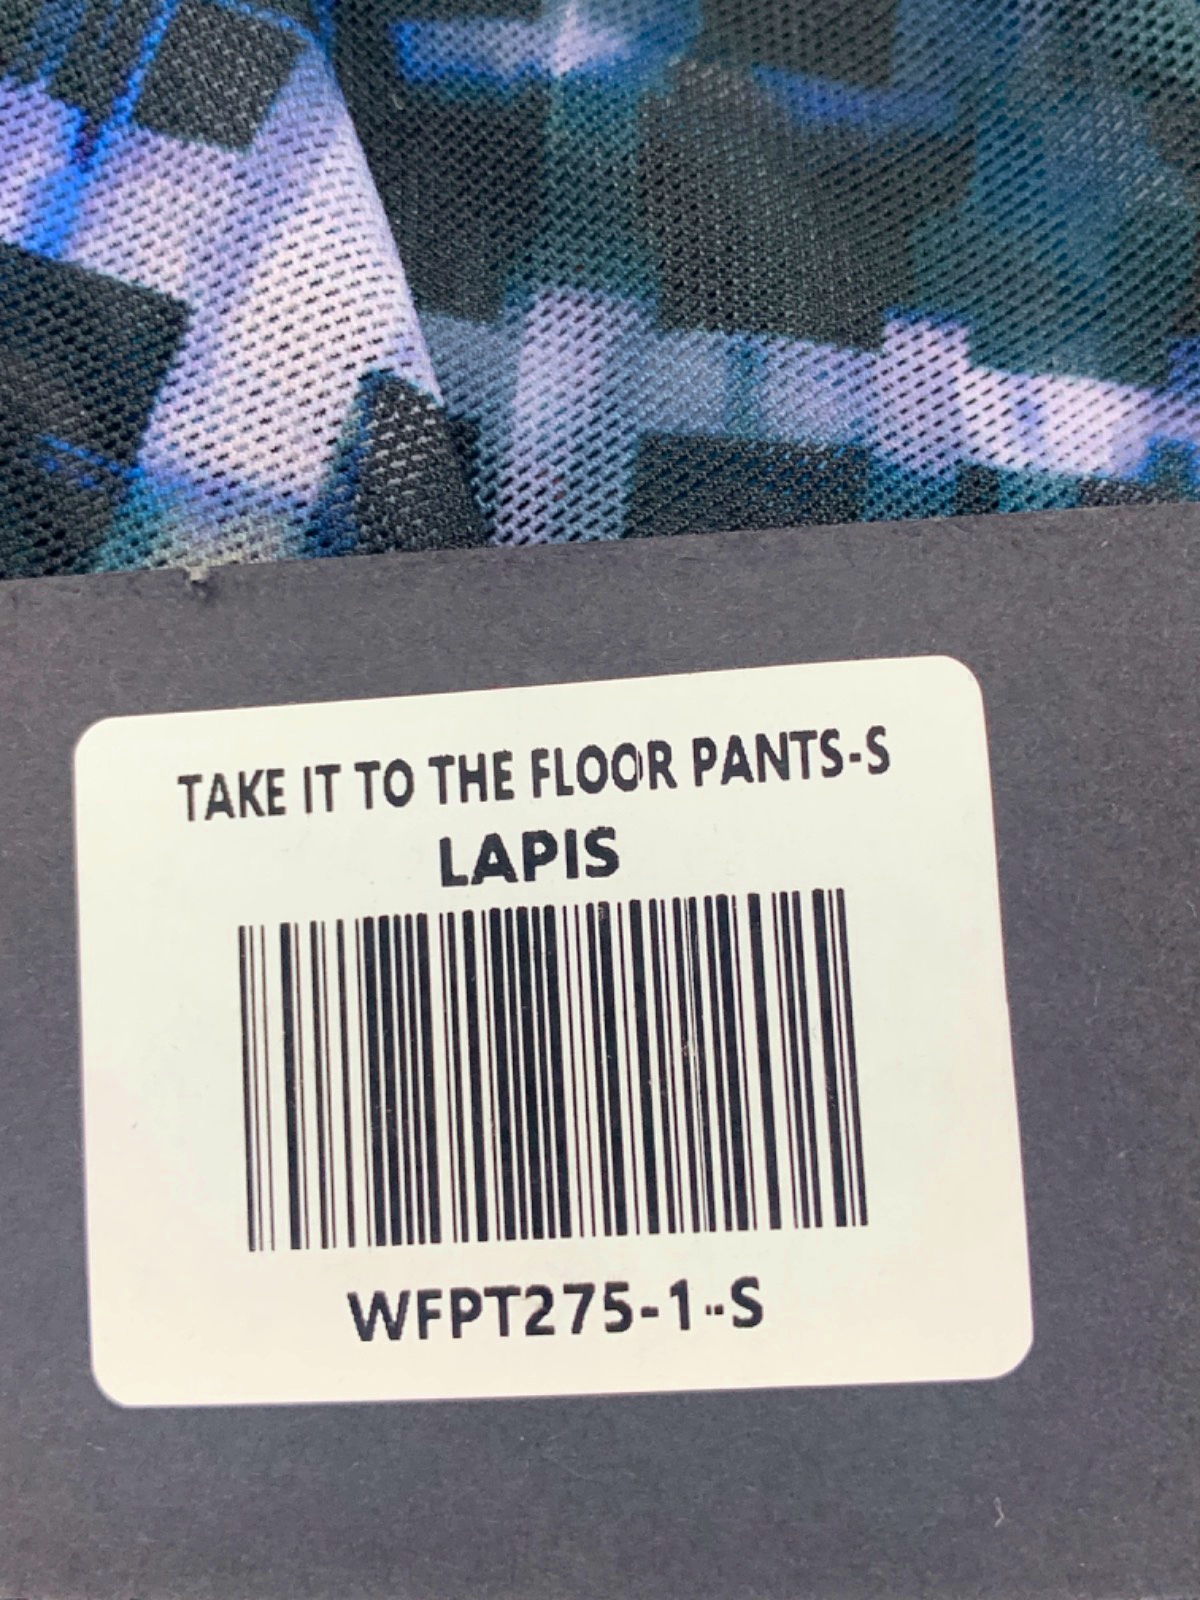 TAKE IT TO THE FLOOR PANTS-S
LAPIS
WFPT275-1-S